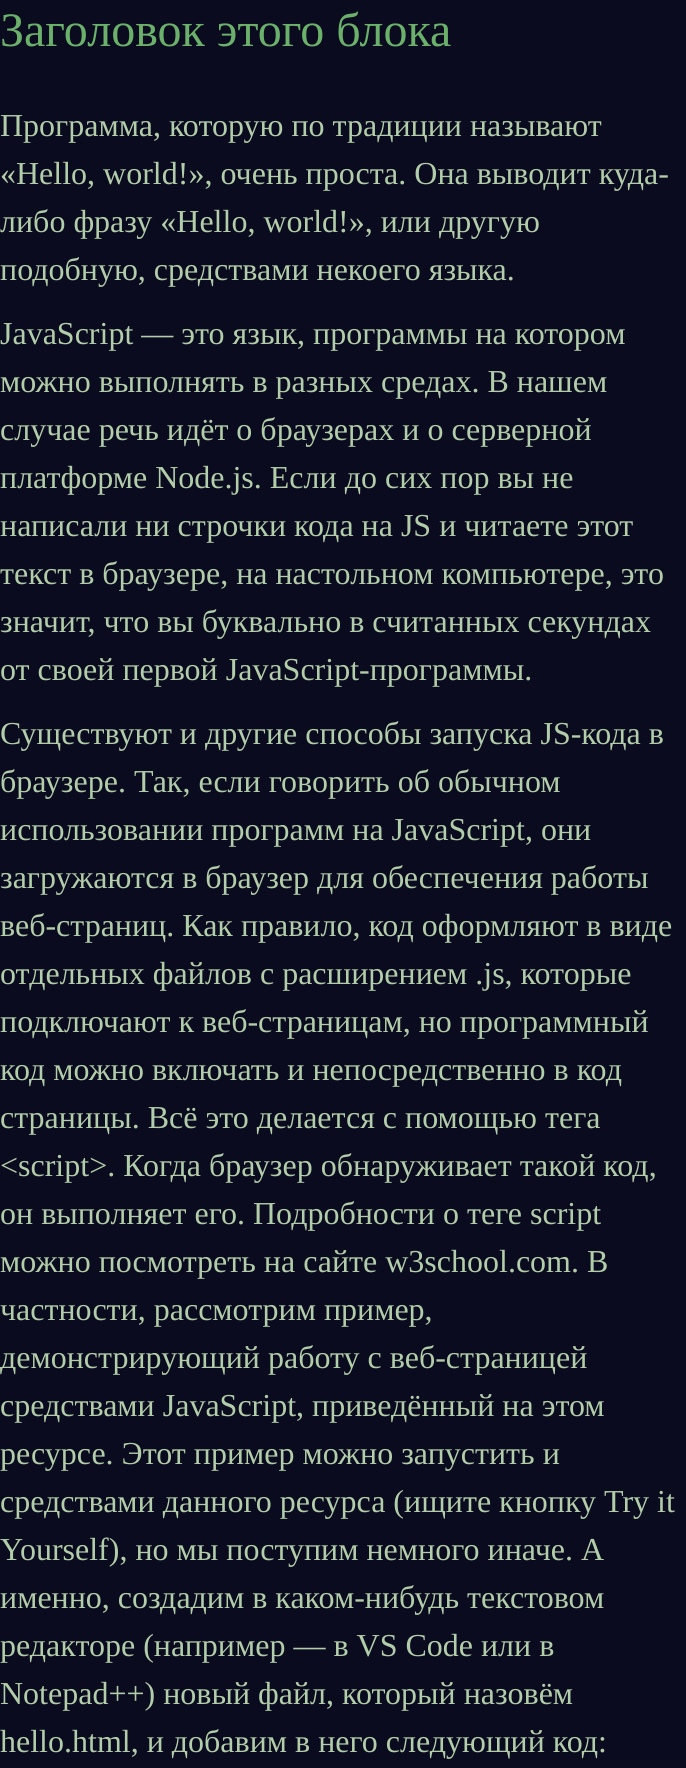 Заголовок этого блока
Программа, которую по традиции называют
«Hello, world!», очень проста. Она выводит куда-
либо фразу «Hello, world!», или другую
подобную, средствами некоего языка.
JavaScript — это язык, программы на котором
можно выполнять в разных средах. В нашем
случае речь идёт о браузерах и о серверной
платформе Node.js. Если до сих пор вы не
написали ни строчки кода на JS и читаете этот
текст в браузере, на настольном компьютере, это
значит, что вы буквально в считанных секундах
от своей первой JavaScript-программы.
Существуют и другие способы запуска JS-кода в
браузере. Так, если говорить об обычном
использовании программ на JavaScript, они
загружаются в браузер для обеспечения работы
веб-страниц. Как правило, код оформляют в виде
отдельных файлов с расширением .js, которые
подключают к веб-страницам, но программный
код можно включать и непосредственно в код
страницы. Всё это делается с помощью тега
<script>. Когда браузер обнаруживает такой код,
он выполняет его. Подробности о теге script
можно посмотреть на сайте w3school.com. В
частности, рассмотрим пример,
демонстрирующий работу с веб-страницей
средствами JavaScript, приведённый на этом
ресурсе. Этот пример можно запустить и
средствами данного ресурса (ищите кнопку Try it
Yourself), но мы поступим немного иначе. А
именно, создадим в каком-нибудь текстовом
редакторе (например — в VS Code или в
Notepad++) новый файл, который назовём
hello.html, и добавим в него следующий код: